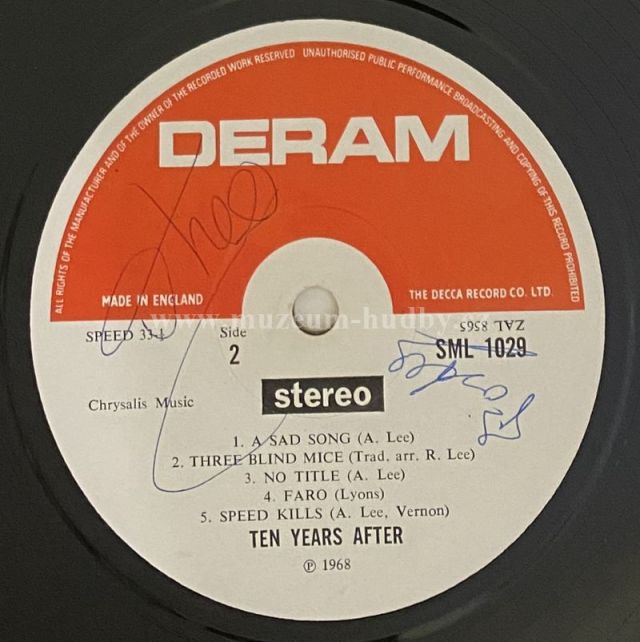 ALL RIGHTS OF THE MANUFACTURER AND OF THE OWNER OF THE RECORDED WORK RESERVED UNAUTHORISED PUBLIC PERFORMANCE BROADCASTING AND COPYING OF THIS RECORD PROHIBITED
DERAM
MADE IN ENGLAND THE DECCA RECORD CO. LTD.
www.muzeum-hudby.cz
SPEED 33⅓ Side ZAL 8565
2 SML 1029
Chrysalis Music stereo
1. A SAD SONG (A. Lee)
2. THREE BLIND MICE (Trad. arr. R. Lee)
3. NO TITLE (A. Lee)
4. FARO (Lyons)
5. SPEED KILLS (A. Lee, Vernon)
TEN YEARS AFTER
℗ 1968